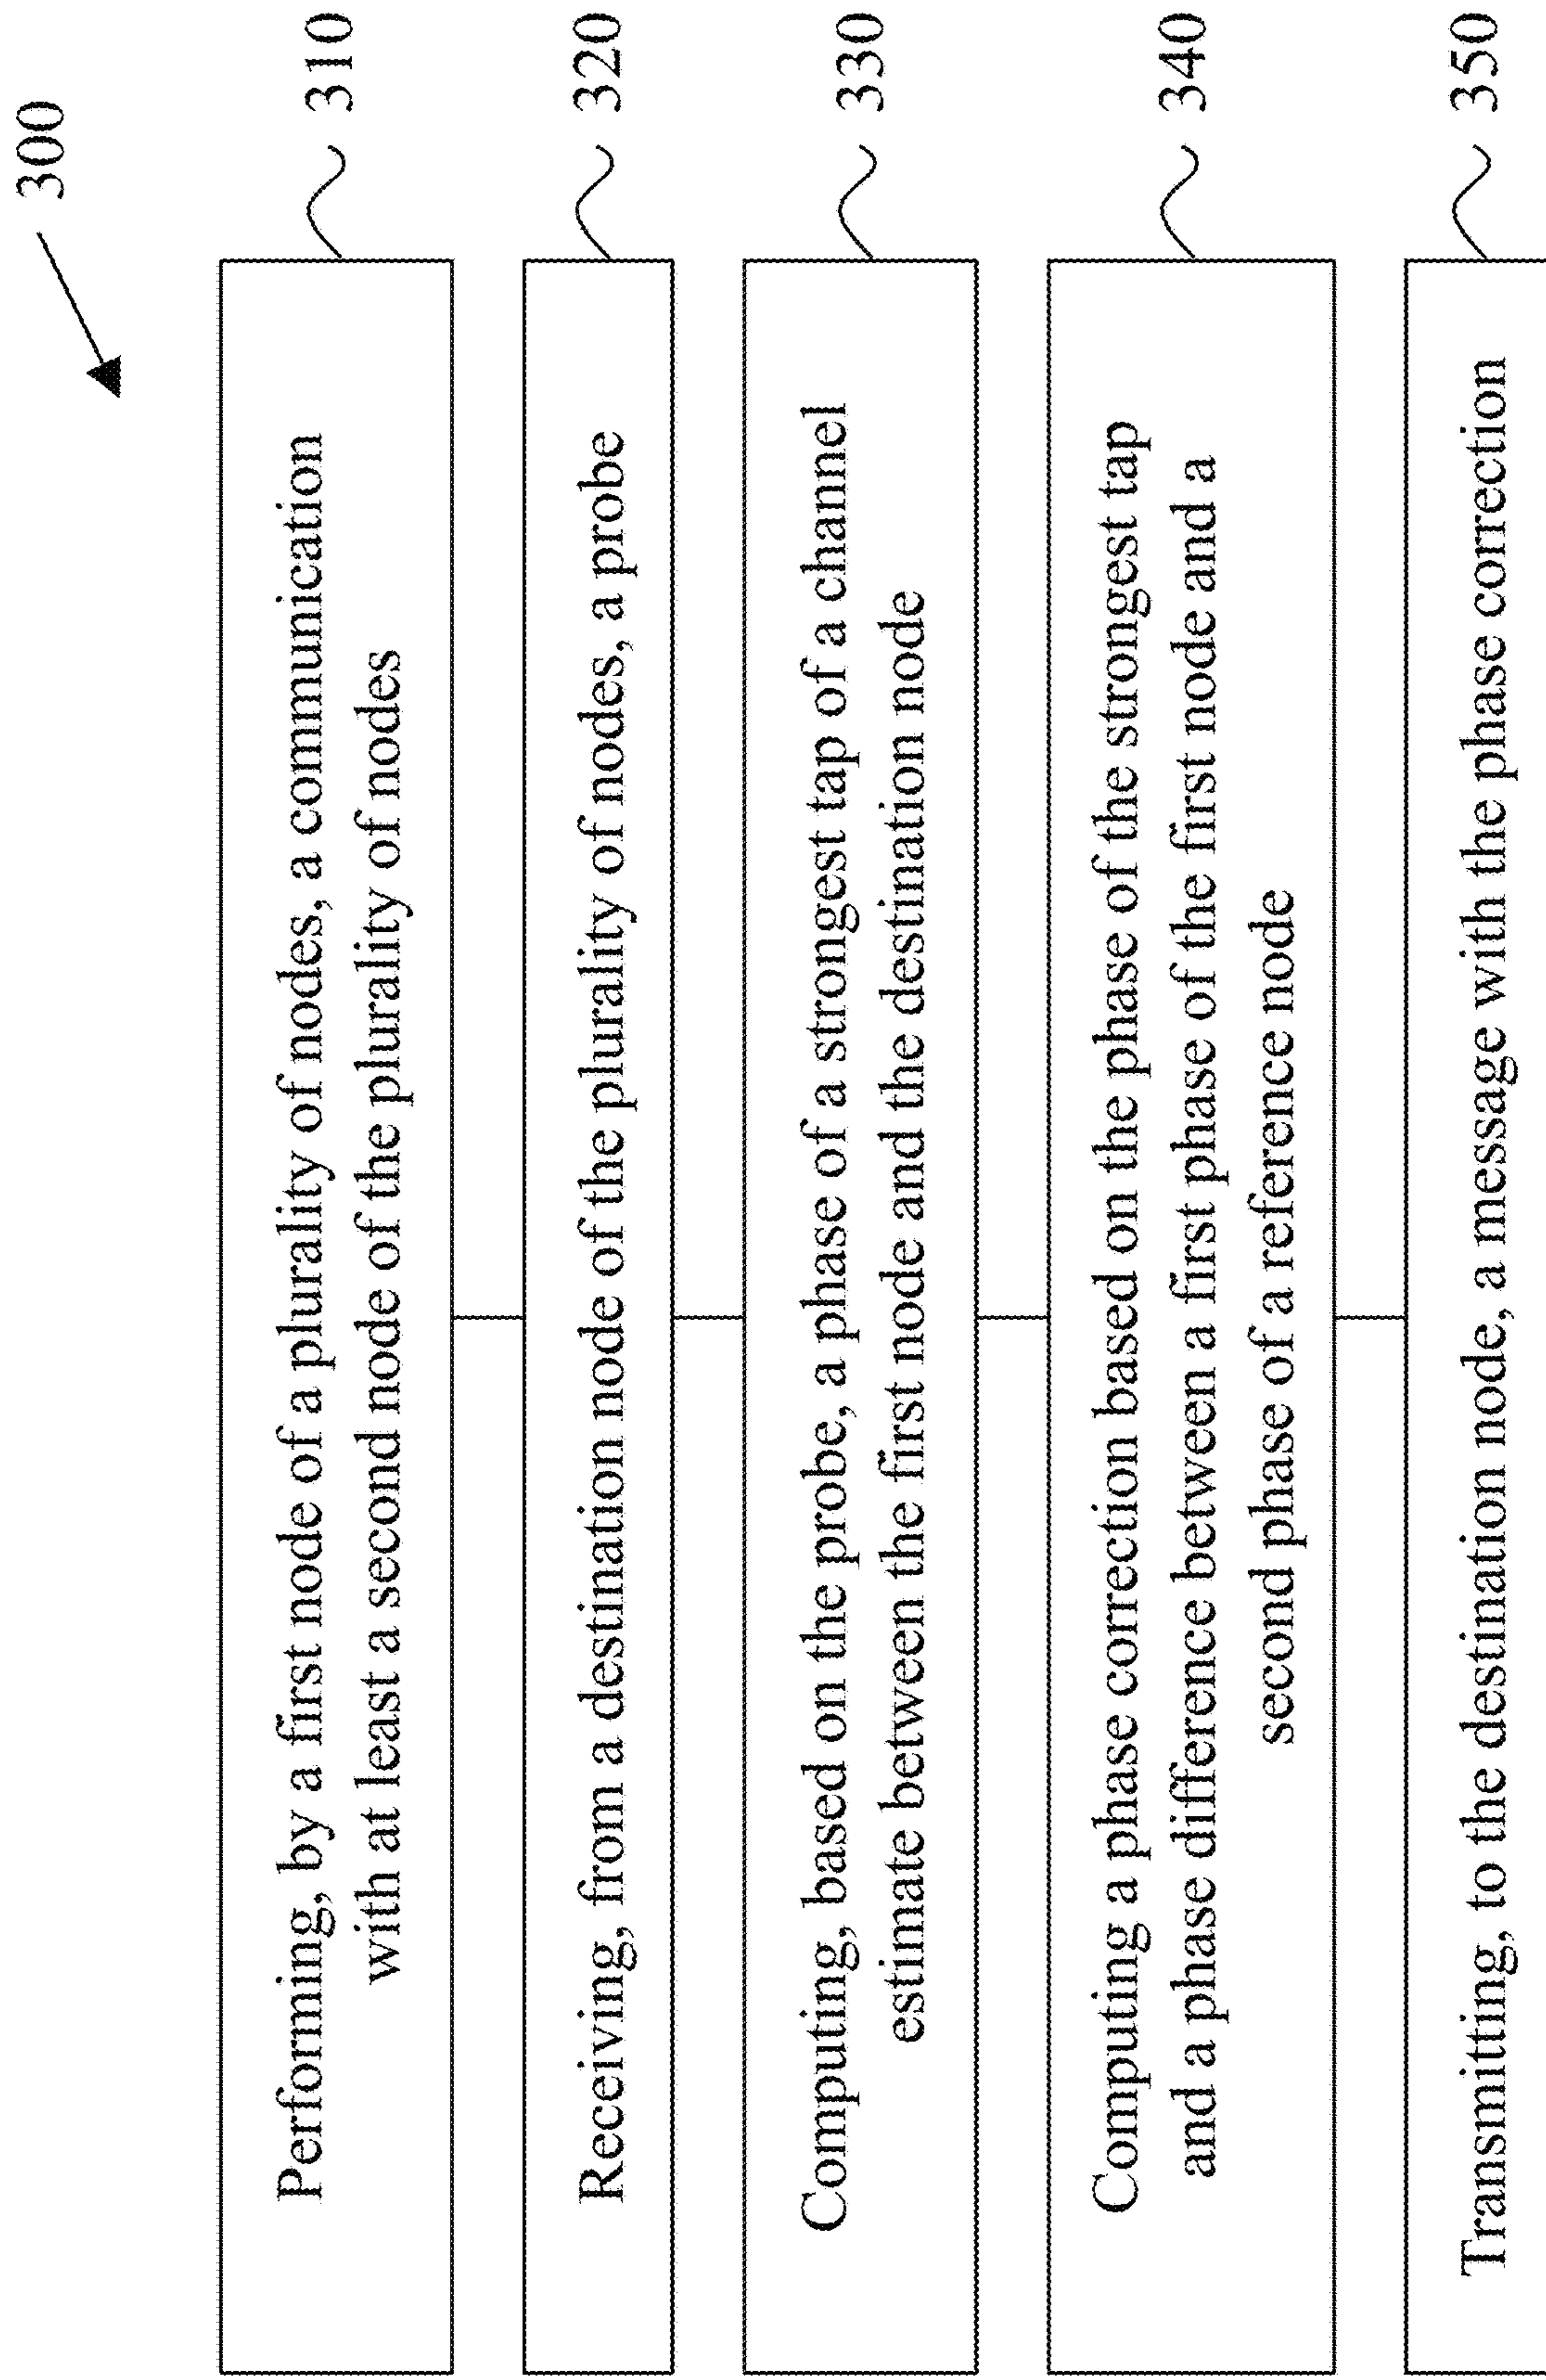 300
Performing, by a first node of a plurality of nodes, a communication
with at least a second node of the plurality of nodes
310
Receiving, from a destination node of the plurality of nodes, a probe
320
Computing, based on the probe, a phase of a strongest tap of a channel
estimate between the first node and the destination node
330
Computing a phase correction based on the phase of the strongest tap
and a phase difference between a first phase of the first node and a
second phase of a reference node
340
Transmitting, to the destination node, a message with the phase correction
350